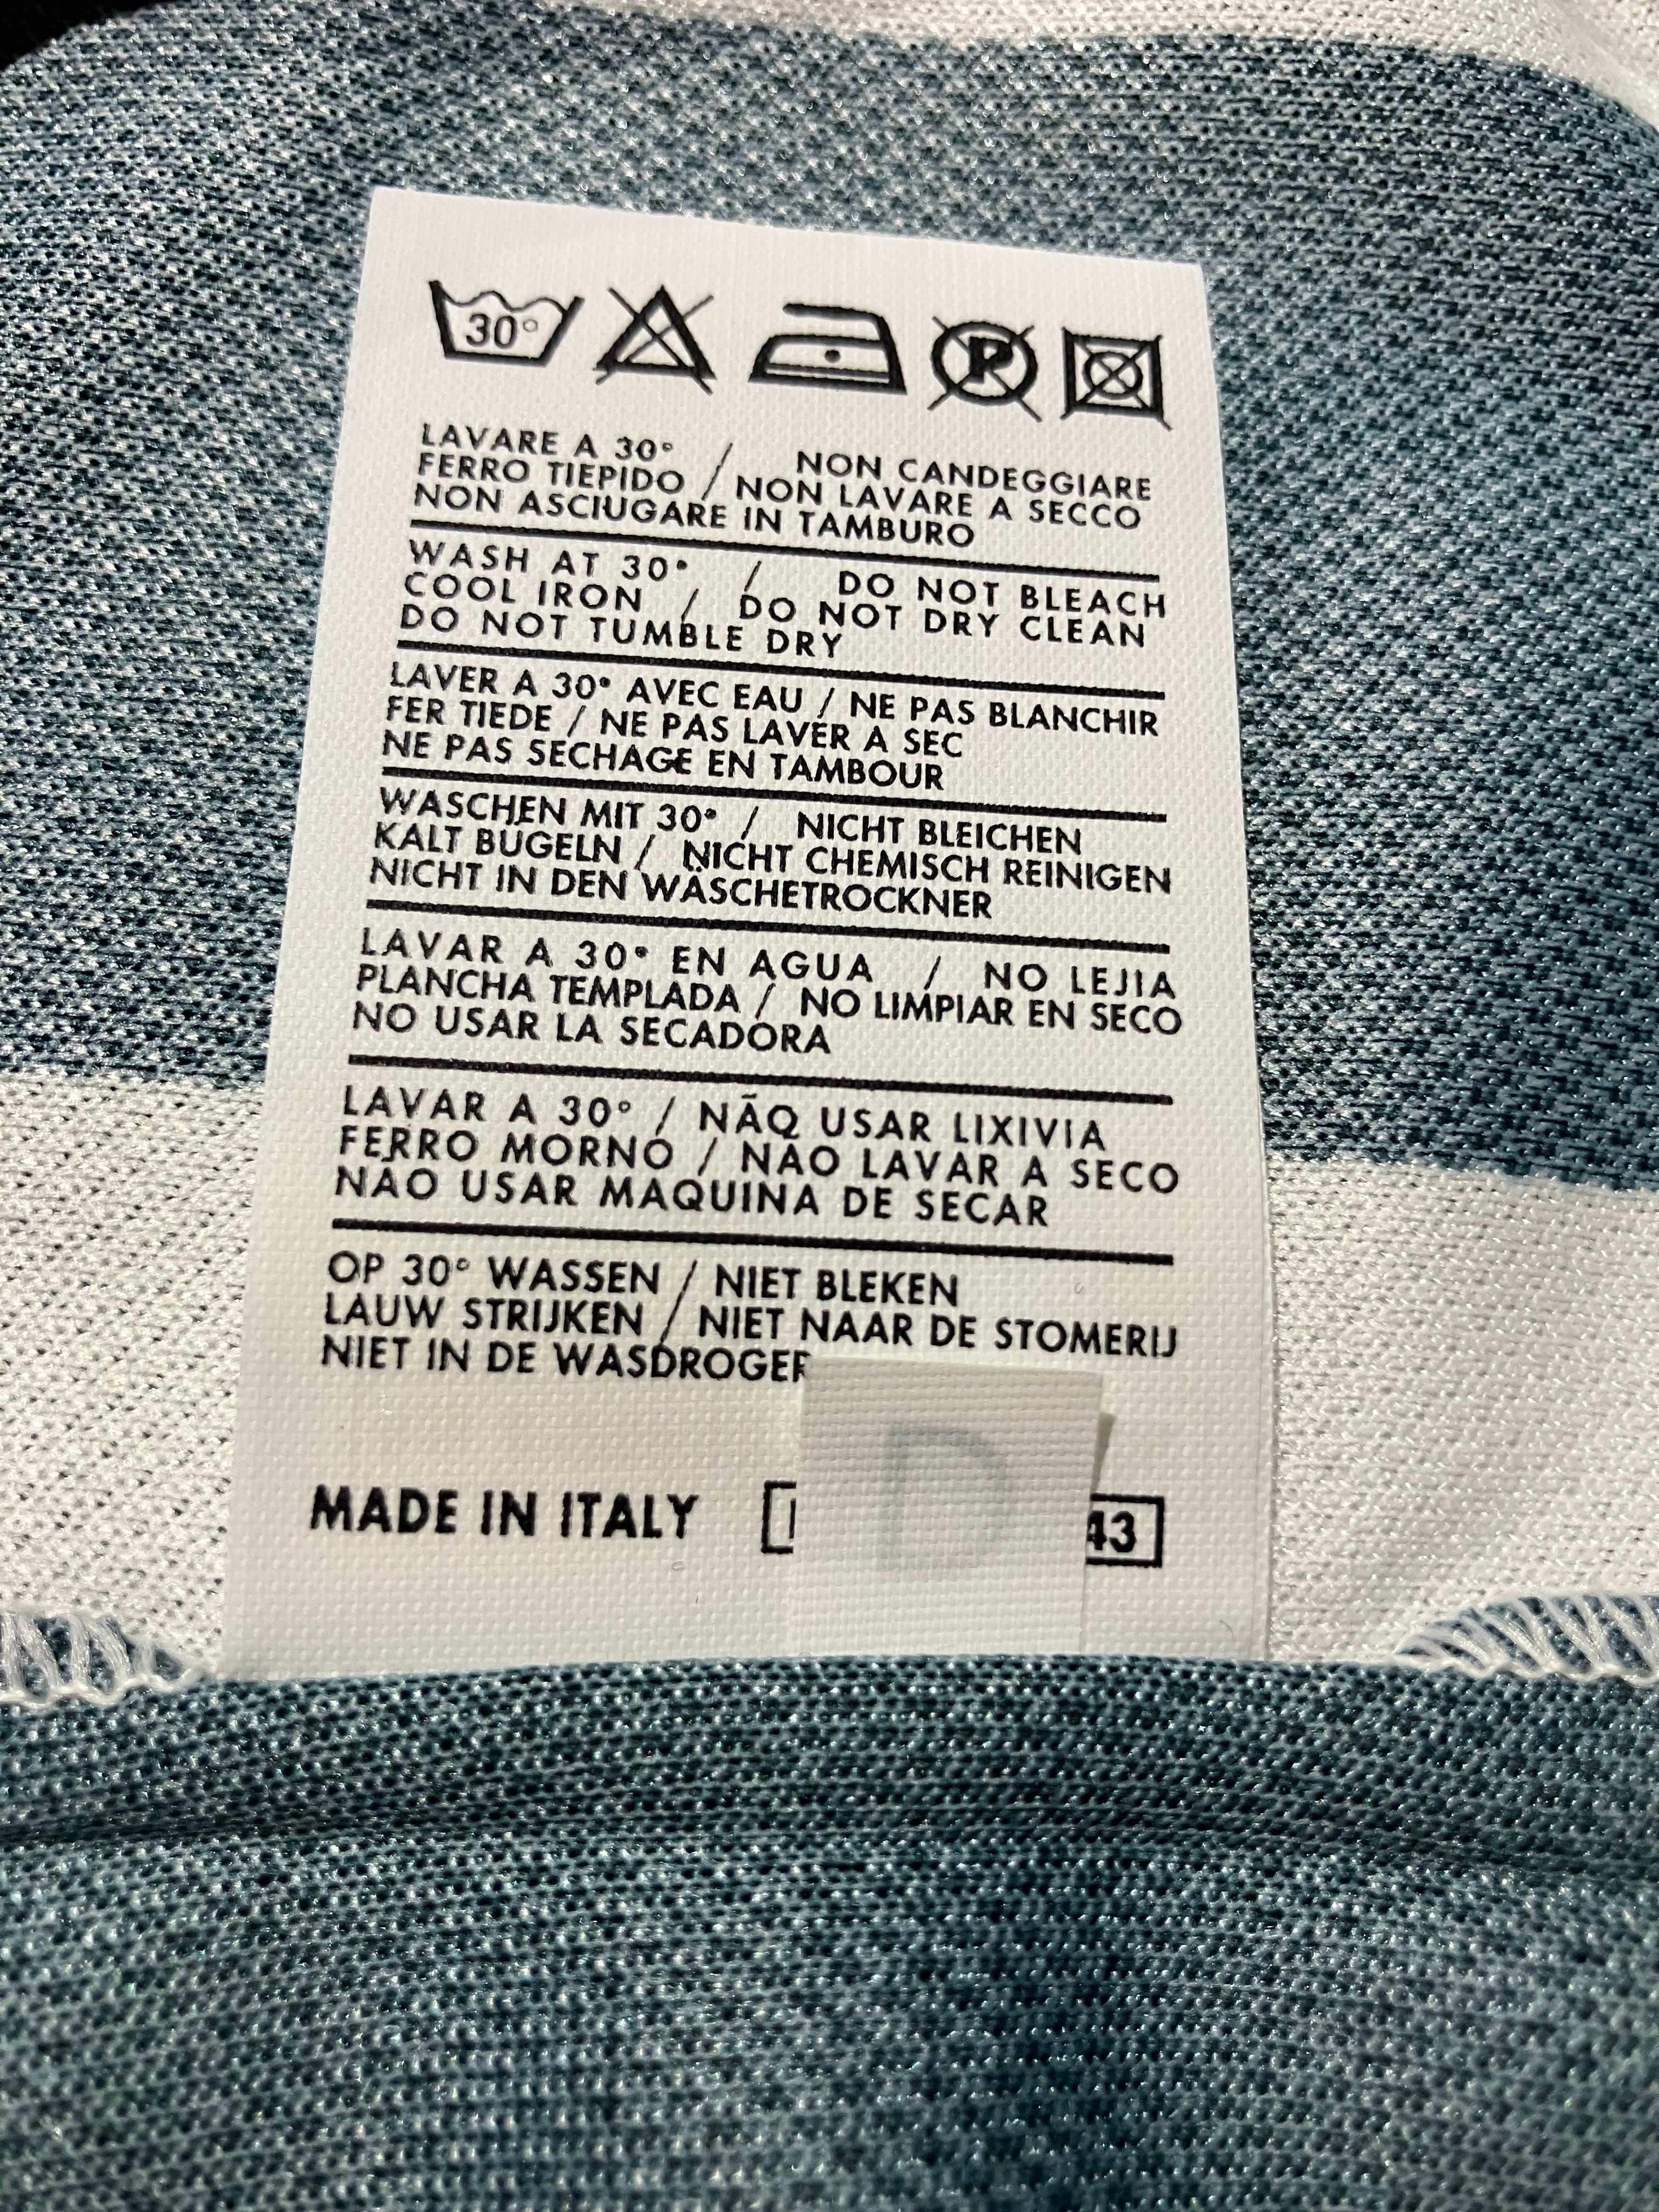 30°
P
LAVARE A 30° / NON CANDEGGIARE
FERRO TIEPIDO / NON LAVARE A SECCO
NON ASCIUGARE IN TAMBURO
WASH AT 30° / DO NOT BLEACH
COOL IRON / DO NOT DRY CLEAN
DO NOT TUMBLE DRY
LAVER A 30° AVEC EAU / NE PAS BLANCHIR
FER TIEDE / NE PAS LAVER A SEC
NE PAS SECHAGE EN TAMBOUR
WASCHEN MIT 30° / NICHT BLEICHEN
KALT BUGELN / NICHT CHEMISCH REINIGEN
NICHT IN DEN WÄSCHETROCKNER
LAVAR A 30° EN AGUA / NO LEJIA
PLANCHA TEMPLADA / NO LIMPIAR EN SECO
NO USAR LA SECADORA
LAVAR A 30° / NÃO USAR LIXIVIA
FERRO MORNO / NAO LAVAR A SECO
NAO USAR MAQUINA DE SECAR
OP 30° WASSEN / NIET BLEKEN
LAUW STRIJKEN / NIET NAAR DE STOMERIJ
NIET IN DE WASDROGER
MADE IN ITALY 43